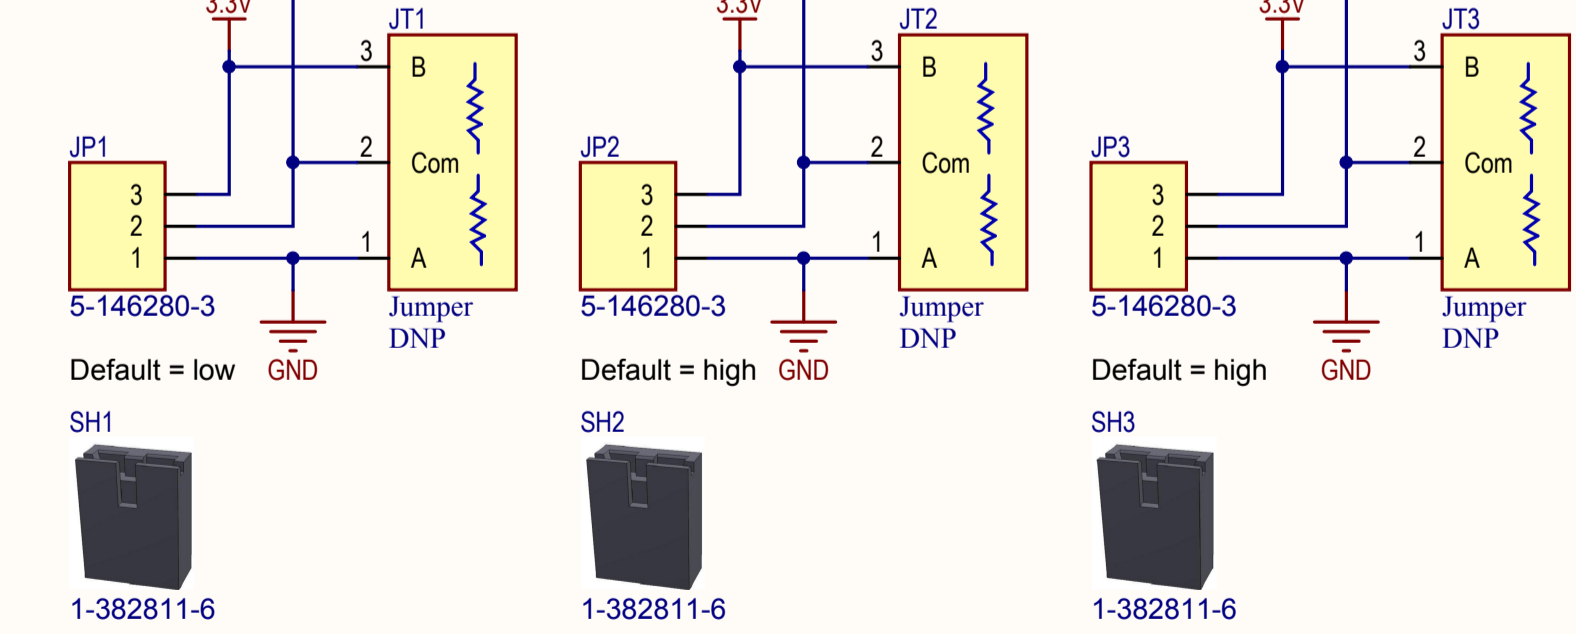 3.3V
JT1
3
B
JP1
2
Com
3
2
1
1
A
5-146280-3
Jumper
DNP
Default = low
GND
SH1
1-382811-6
3.3V
JT2
3
B
JP2
2
Com
3
2
1
1
A
5-146280-3
Jumper
DNP
Default = high
GND
SH2
1-382811-6
3.3V
JT3
3
B
JP3
2
Com
3
2
1
1
A
5-146280-3
Jumper
DNP
Default = high
GND
SH3
1-382811-6